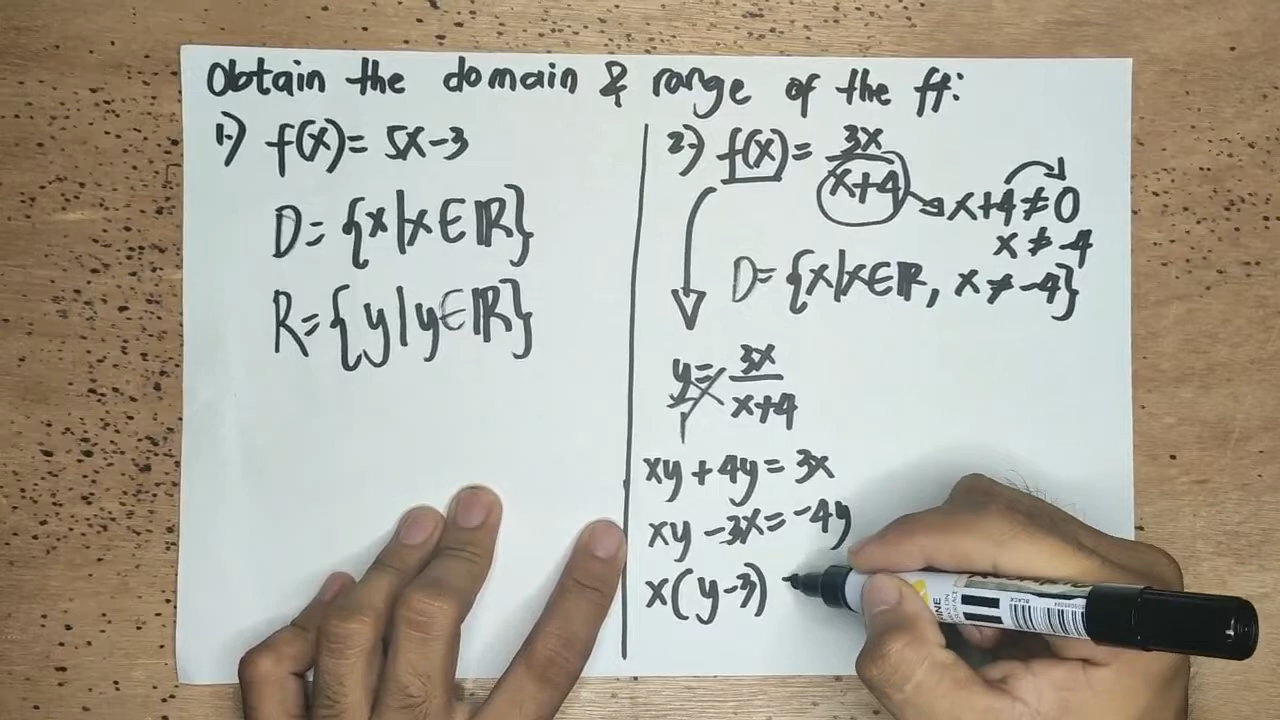 Obtain the domain & range of the ff:
1.) f(x) = 5x-3
D = {x|x∈ℝ}
R = {y|y∈ℝ}
2.) f(x) = 3x/x+4
x+4 ≠ 0
x ≠ -4
D = {x|x∈ℝ, x ≠ -4}
y = 3x/x+4
xy + 4y = 3x
xy - 3x = -4y
x(y-3)
BLACK